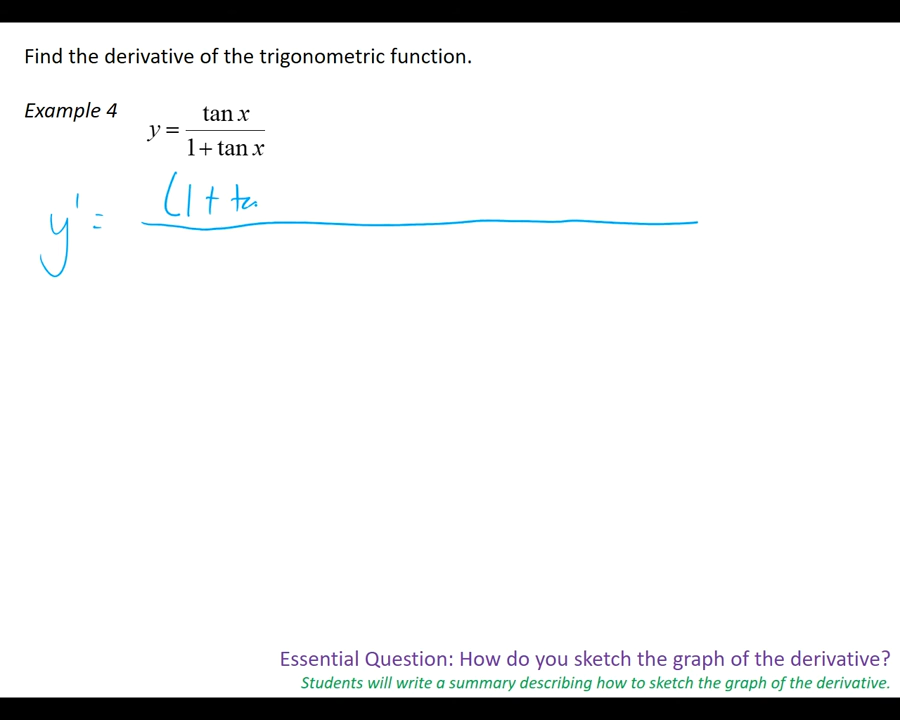 Find the derivative of the trigonometric function.
Example 4
y = tan x / 1 + tan x
y' = (1 + tan
Essential Question: How do you sketch the graph of the derivative?
Students will write a summary describing how to sketch the graph of the derivative.